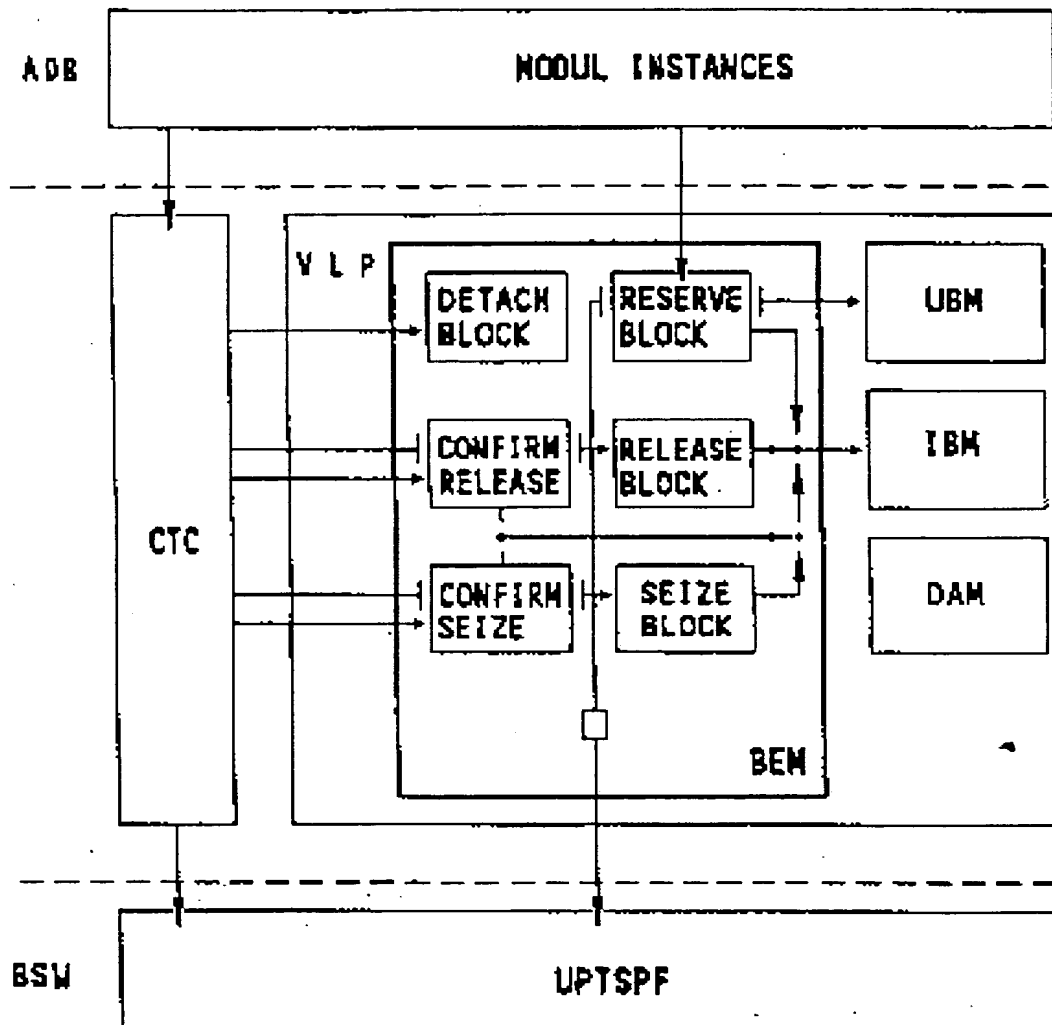 ADB
MODUL INSTANCES
V L P
DETACH
BLOCK
RESERVE
BLOCK
UBM
CONFIRM
RELEASE
RELEASE
BLOCK
IBM
CTC
CONFIRM
SEIZE
SEIZE
BLOCK
DAM
BEM
BSW
UPTSPF